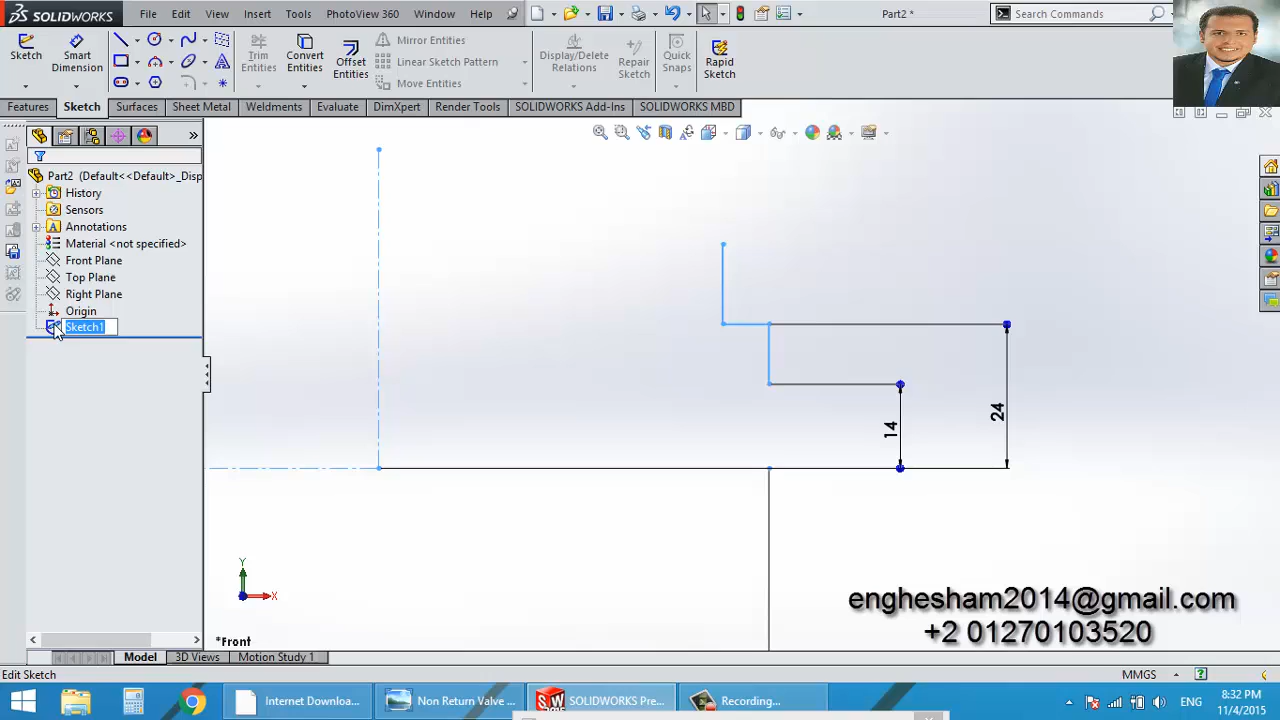 SOLIDWORKS File Edit View Insert Tools PhotoView 360 Window Help Part2 * Search Commands
Sketch Smart Dimension Trim Entities Convert Entities Offset Entities Mirror Entities Linear Sketch Pattern Move Entities Display/Delete Relations Repair Sketch Quick Snaps Rapid Sketch
Features Sketch Surfaces Sheet Metal Weldments Evaluate DimXpert Render Tools SOLIDWORKS Add-Ins SOLIDWORKS MBD
Part2 (Default<<Default>_Disp
History
Sensors
Annotations
Material <not specified>
Front Plane
Top Plane
Right Plane
Origin
Sketch1
24
14
Y
X
*Front
enghesham2014@gmail.com
+2 01270103520
Model 3D Views Motion Study 1
Edit Sketch MMGS
Internet Downloa... Non Return Valve ... SOLIDWORKS Pre... Recording... ENG 8:32 PM
11/4/2015